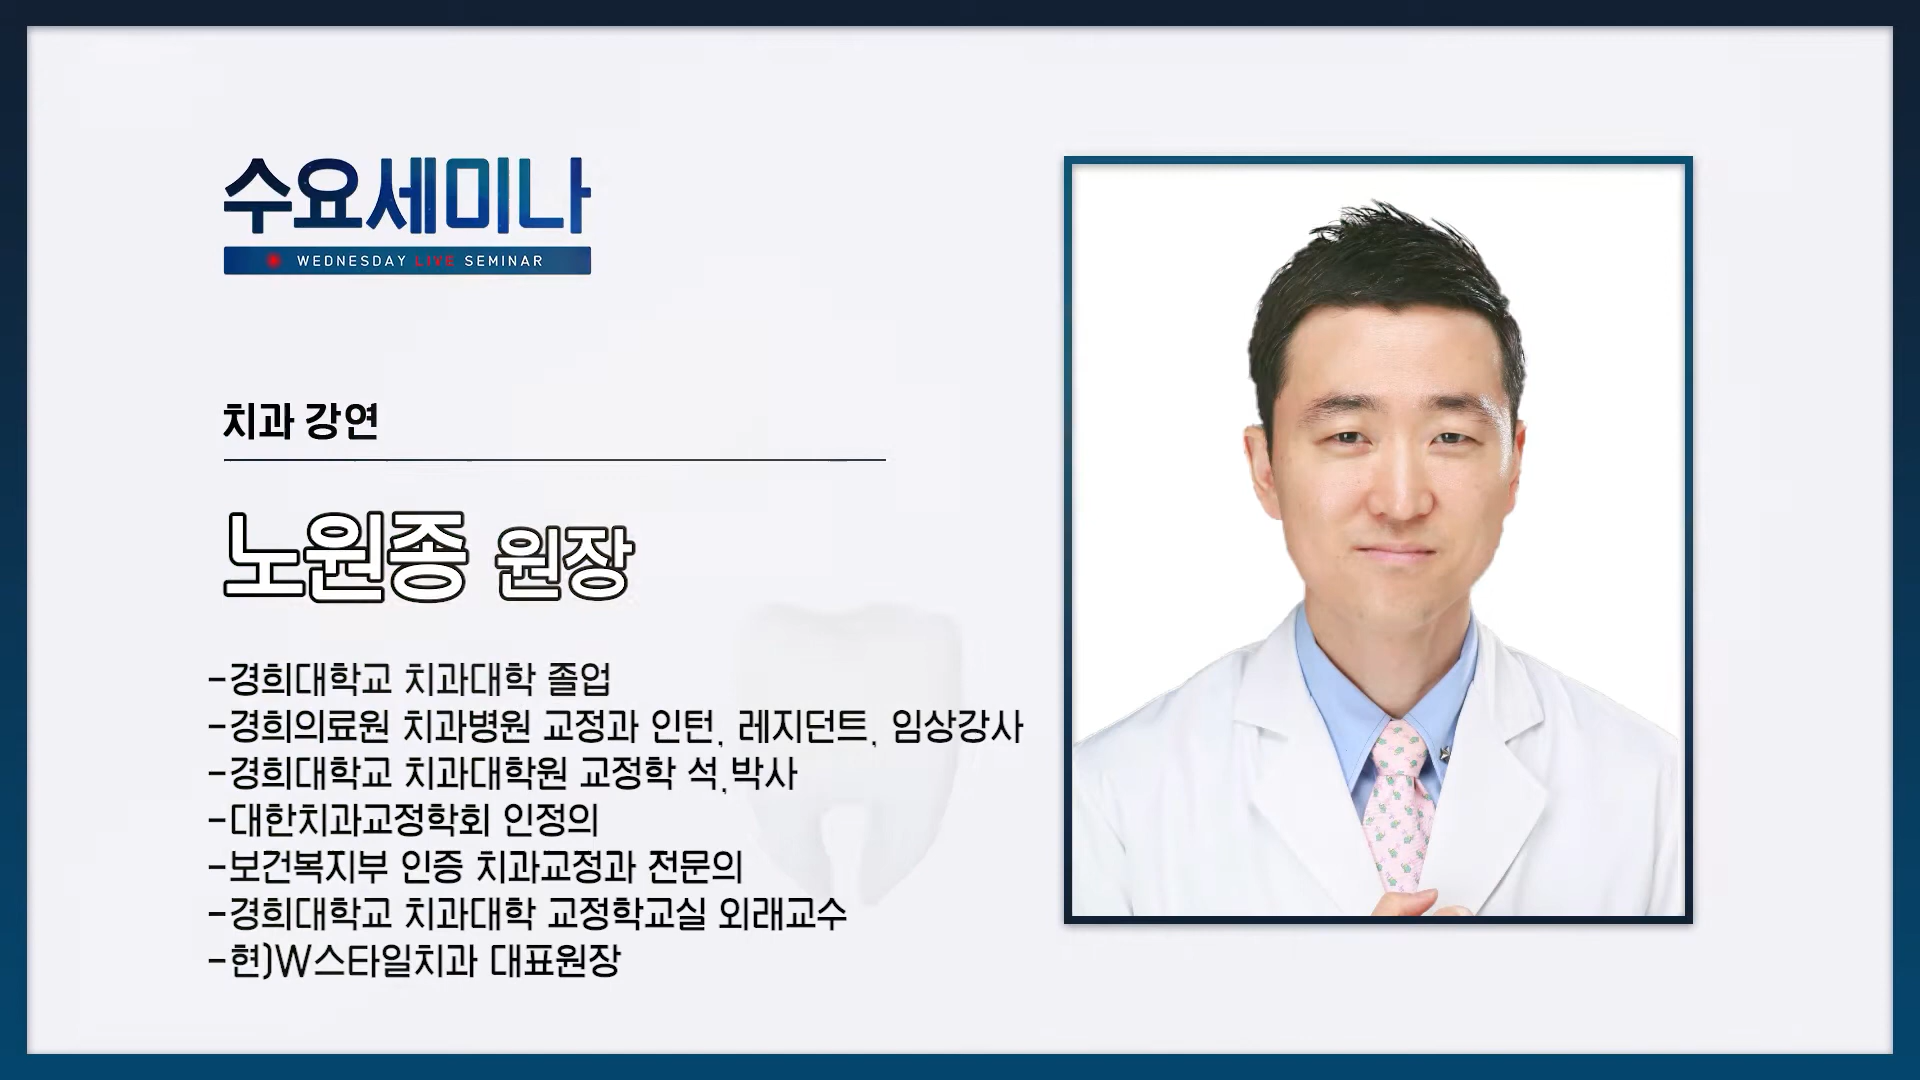 수요세미나
WEDNESDAY LIVE SEMINAR
치과 강연
노원종 원장
-경희대학교 치과대학 졸업
-경희의료원 치과병원 교정과 인턴, 레지던트, 임상강사
-경희대학교 치과대학원 교정학 석,박사
-대한치과교정학회 인정의
-보건복지부 인증 치과교정과 전문의
-경희대학교 치과대학 교정학교실 외래교수
-현)W스타일치과 대표원장